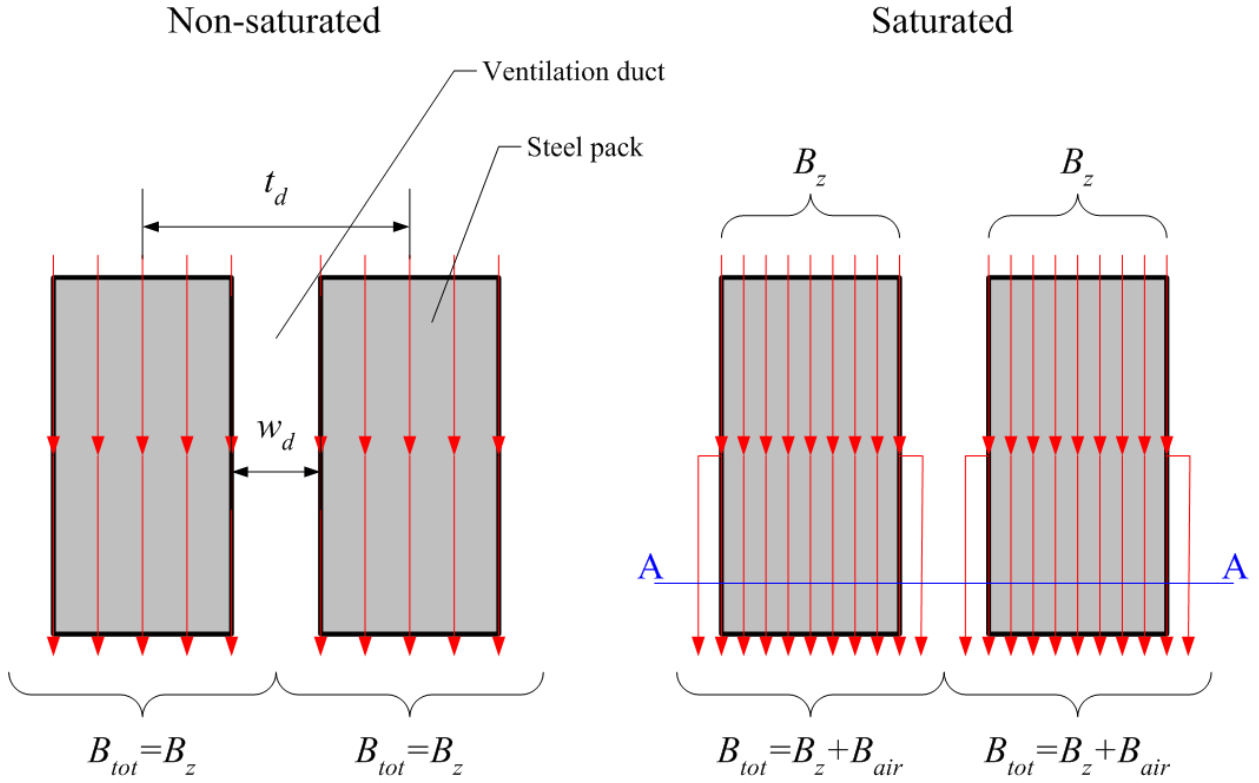 Non-saturated
Saturated
Ventilation duct
Steel pack
t_d
B_z
B_z
w_d
A
A
B_tot=B_z
B_tot=B_z
B_tot=B_z+B_air
B_tot=B_z+B_air